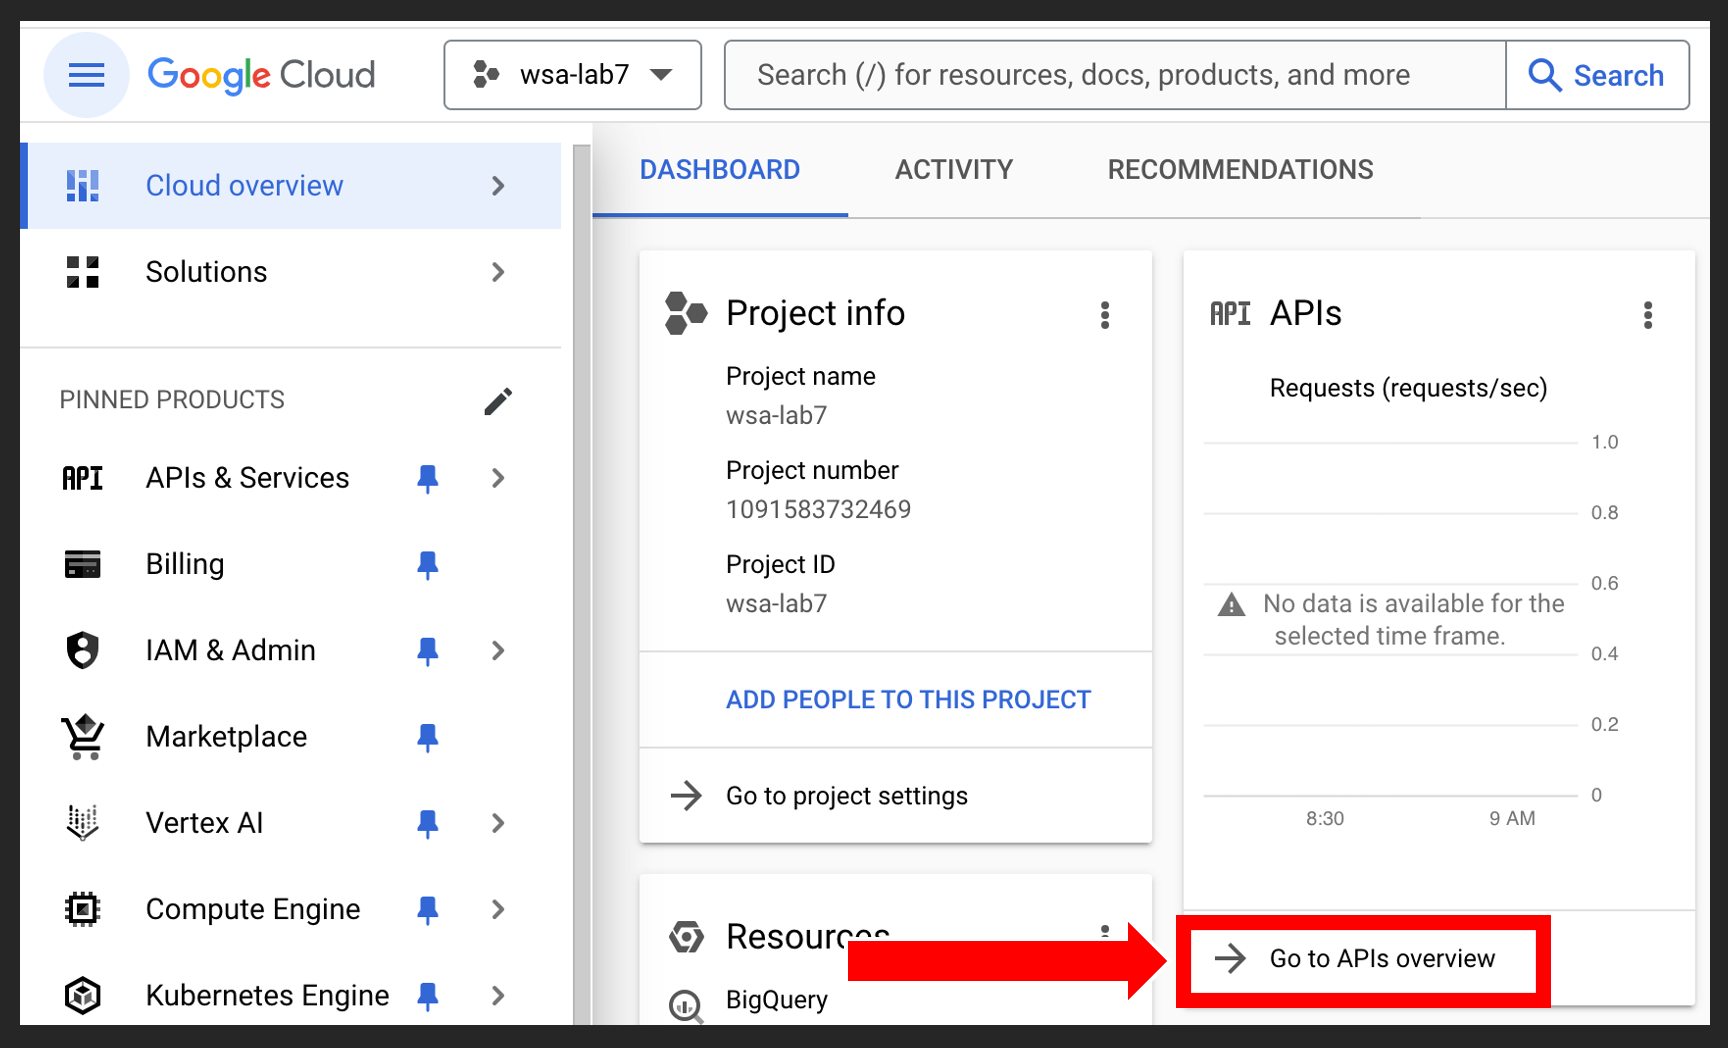 Google Cloud
wsa-lab7
Search (/) for resources, docs, products, and more
Search
Cloud overview
Solutions
PINNED PRODUCTS
API APIs & Services
Billing
IAM & Admin
Marketplace
Vertex AI
Compute Engine
Kubernetes Engine
DASHBOARD
ACTIVITY
RECOMMENDATIONS
Project info
Project name
wsa-lab7
Project number
1091583732469
Project ID
wsa-lab7
ADD PEOPLE TO THIS PROJECT
Go to project settings
Resources
BigQuery
API APIs
Requests (requests/sec)
1.0
0.8
0.6
No data is available for the
selected time frame.
0.4
0.2
0
8:30
9 AM
Go to APIs overview